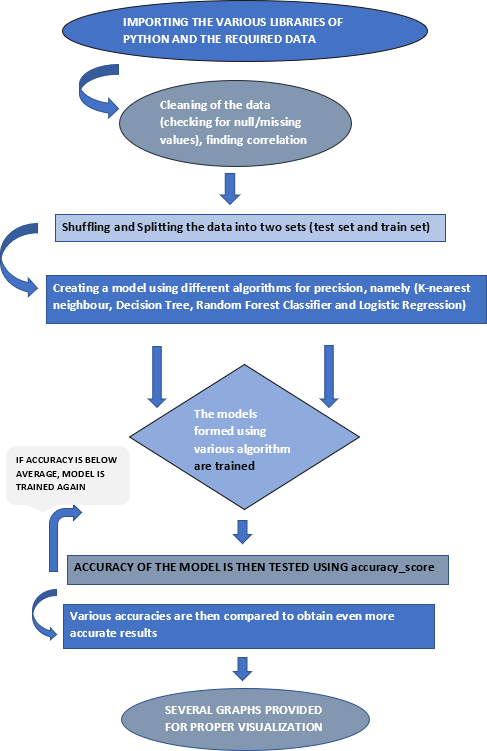 IMPORTING THE VARIOUS LIBRARIES OF
PYTHON AND THE REQUIRED DATA
Cleaning of the data
(checking for null/missing
values), finding correlation
Shuffling and Splitting the data into two sets (test set and train set)
Creating a model using different algorithms for precision, namely (K-nearest
neighbour, Decision Tree, Random Forest Classifier and Logistic Regression)
The models
formed using
various algorithm
are trained
IF ACCURACY IS BELOW
AVERAGE, MODEL IS
TRAINED AGAIN
ACCURACY OF THE MODEL IS THEN TESTED USING accuracy_score
Various accuracies are then compared to obtain even more
accurate results
SEVERAL GRAPHS PROVIDED
FOR PROPER VISUALIZATION